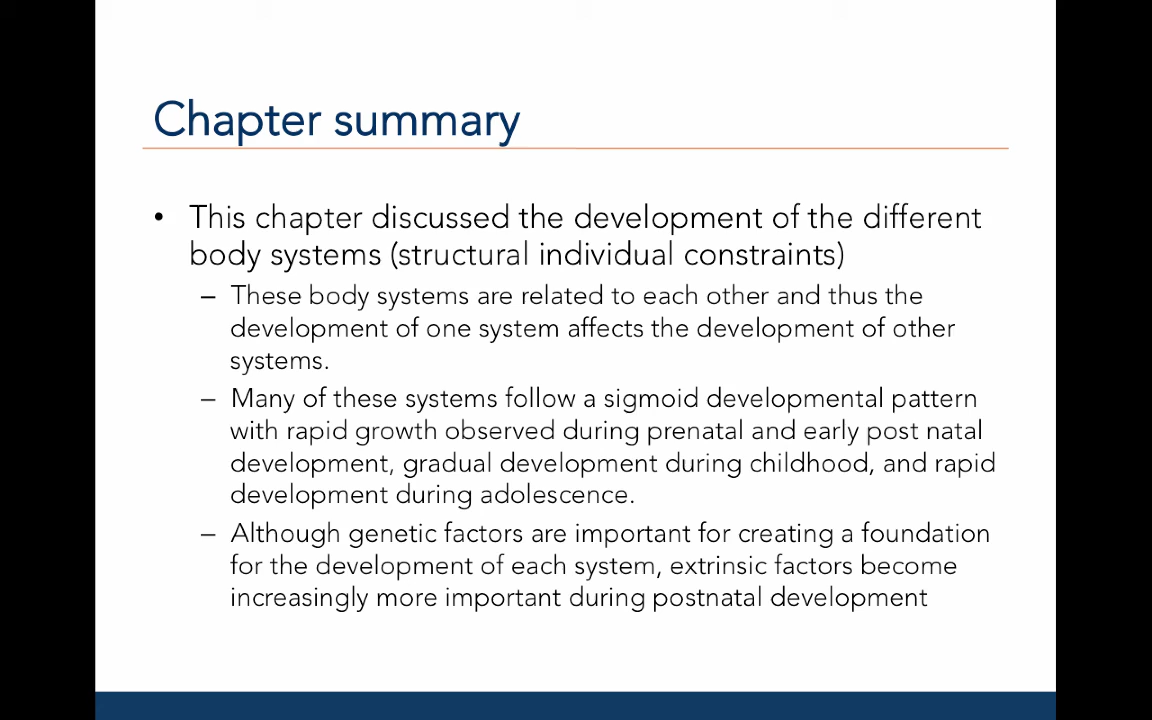 Chapter summary
• This chapter discussed the development of the different
body systems (structural individual constraints)
– These body systems are related to each other and thus the
development of one system affects the development of other
systems.
– Many of these systems follow a sigmoid developmental pattern
with rapid growth observed during prenatal and early post natal
development, gradual development during childhood, and rapid
development during adolescence.
– Although genetic factors are important for creating a foundation
for the development of each system, extrinsic factors become
increasingly more important during postnatal development